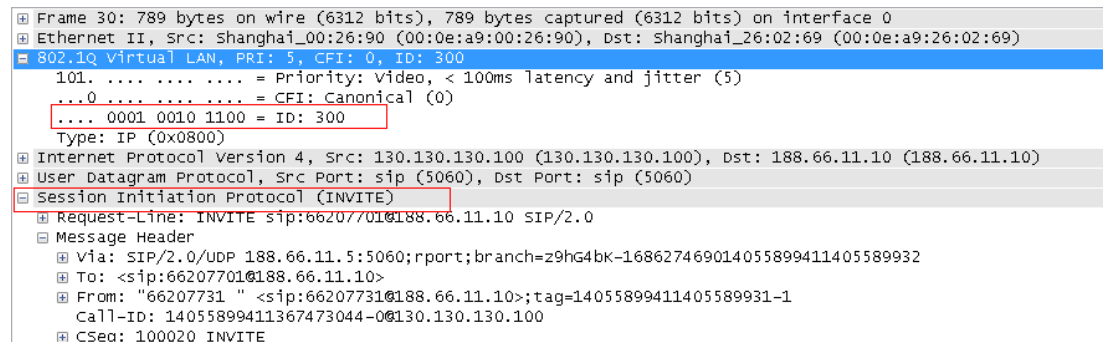 Frame 30: 789 bytes on wire (6312 bits), 789 bytes captured (6312 bits) on interface 0
Ethernet II, Src: Shanghai_00:26:90 (00:0e:a9:00:26:90), Dst: Shanghai_26:02:69 (00:0e:a9:26:02:69)
802.1Q Virtual LAN, PRI: 5, CFI: 0, ID: 300
101. .... .... .... = Priority: Video, < 100ms latency and jitter (5)
...0 .... .... .... = CFI: Canonical (0)
.... 0001 0010 1100 = ID: 300
Type: IP (0x0800)
Internet Protocol Version 4, Src: 130.130.130.100 (130.130.130.100), Dst: 188.66.11.10 (188.66.11.10)
User Datagram Protocol, Src Port: sip (5060), Dst Port: sip (5060)
Session Initiation Protocol (INVITE)
Request-Line: INVITE sip:66207701@188.66.11.10 SIP/2.0
Message Header
Via: SIP/2.0/UDP 188.66.11.5:5060;rport;branch=z9hG4bK-168627469014055899411405589932
To: <sip:66207701@188.66.11.10>
From: "66207731 " <sip:66207731@188.66.11.10>;tag=14055899411405589931-1
Call-ID: 14055899411367473044-0@130.130.130.100
CSeq: 100020 INVITE